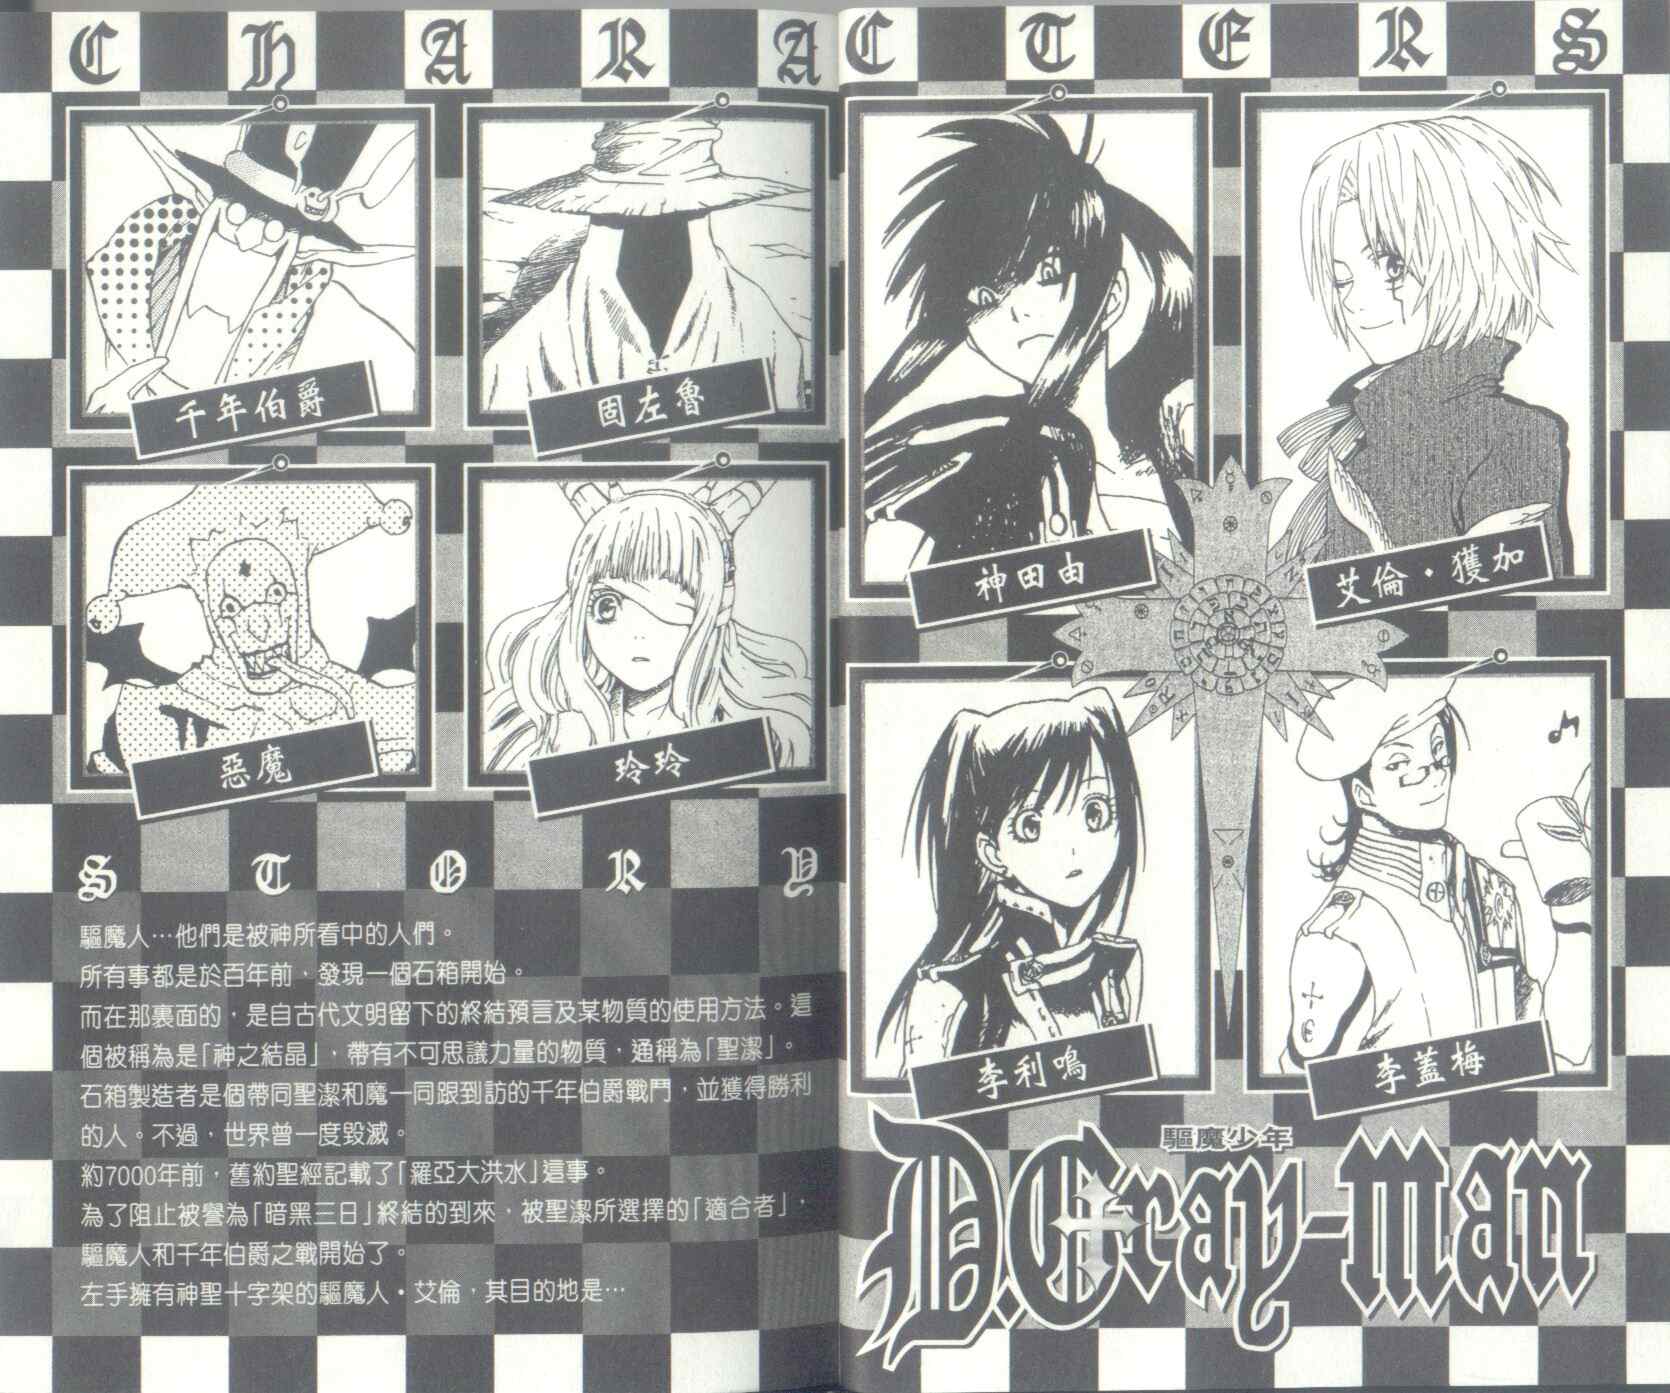 CHARACTERS
千年伯爵
固左魯
神田由
艾倫・獲加
惡魔
玲玲
李利鳴
李蓋梅
STORY
驅魔人…他們是被神所看中的人們。
所有事都是於百年前，發現一個石箱開始。
而在那裏面的，是自古代文明留下的終結預言及某物質的使用方法。這
個被稱為是「神之結晶」，帶有不可思議力量的物質，通稱為「聖潔」。
石箱製造者是個帶同聖潔和魔一同跟到訪的千年伯爵戰鬥，並獲得勝利
的人。不過，世界曾一度毀滅。
約7000年前，舊約聖經記載了「羅亞大洪水」這事。
為了阻止被譽為「暗黑三日」終結的到來，被聖潔所選擇的「適合者」，
驅魔人和千年伯爵之戰開始了。
左手擁有神聖十字架的驅魔人・艾倫，其目的地是…
驅魔少年
D.Gray-man